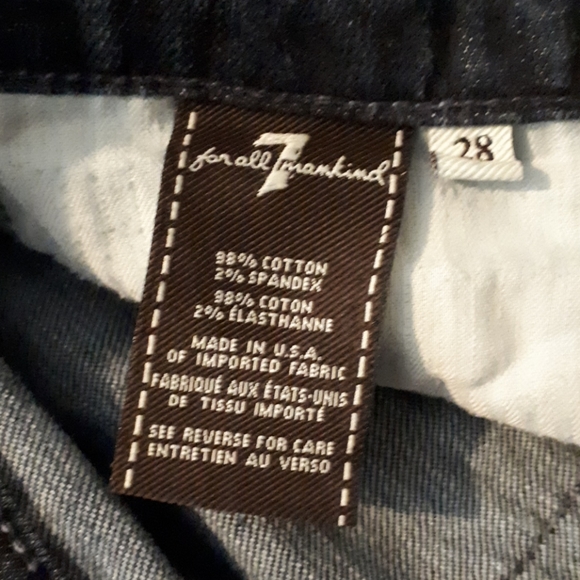 for all 7 mankind
28
98% COTTON
2% SPANDEX
98% COTON
2% ÉLASTHANNE
MADE IN U.S.A.
OF IMPORTED FABRIC
FABRIQUÉ AUX ÉTATS-UNIS
DE TISSU IMPORTÉ
SEE REVERSE FOR CARE
ENTRETIEN AU VERSO